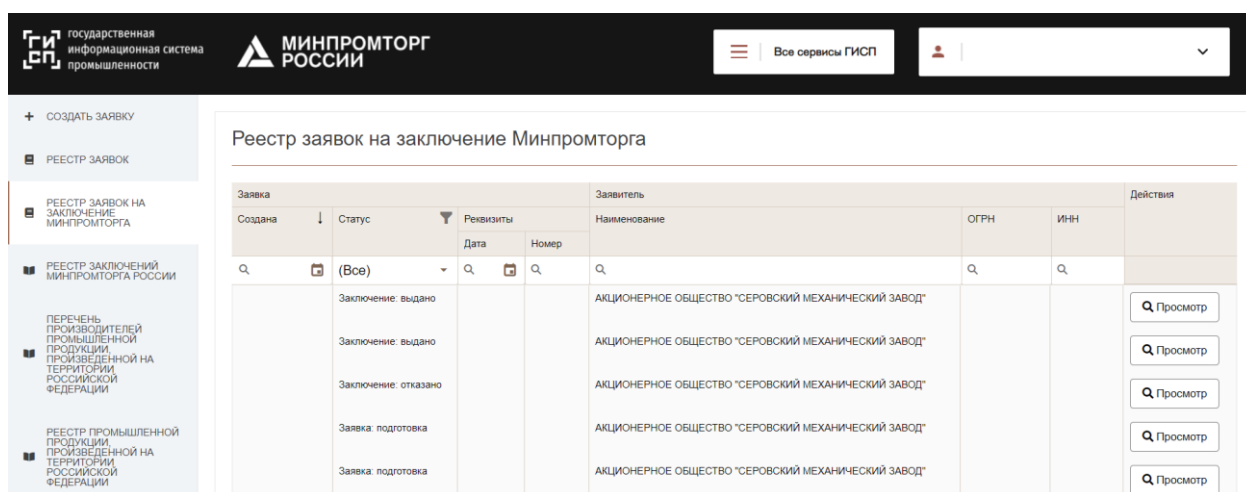 государственная
информационная система
промышленности
ГИСП
МИНПРОМТОРГ
РОССИИ
Все сервисы ГИСП
СОЗДАТЬ ЗАЯВКУ
РЕЕСТР ЗАЯВОК
РЕЕСТР ЗАЯВОК НА
ЗАКЛЮЧЕНИЕ
МИНПРОМТОРГА
РЕЕСТР ЗАКЛЮЧЕНИЙ
МИНПРОМТОРГА РОССИИ
ПЕРЕЧЕНЬ
ПРОИЗВОДИТЕЛЕЙ
ПРОМЫШЛЕННОЙ
ПРОДУКЦИИ,
ПРОИЗВЕДЕННОЙ НА
ТЕРРИТОРИИ
РОССИЙСКОЙ
ФЕДЕРАЦИИ
РЕЕСТР ПРОМЫШЛЕННОЙ
ПРОДУКЦИИ,
ПРОИЗВЕДЕННОЙ НА
ТЕРРИТОРИИ
РОССИЙСКОЙ
ФЕДЕРАЦИИ
Реестр заявок на заключение Минпромторга
Заявка Заявитель Действия
Создана Статус Реквизиты Наименование ОГРН ИНН
Дата Номер
(Все)
Заключение: выдано АКЦИОНЕРНОЕ ОБЩЕСТВО "СЕРОВСКИЙ МЕХАНИЧЕСКИЙ ЗАВОД" Просмотр
Заключение: выдано АКЦИОНЕРНОЕ ОБЩЕСТВО "СЕРОВСКИЙ МЕХАНИЧЕСКИЙ ЗАВОД" Просмотр
Заключение: отказано АКЦИОНЕРНОЕ ОБЩЕСТВО "СЕРОВСКИЙ МЕХАНИЧЕСКИЙ ЗАВОД" Просмотр
Заявка: подготовка АКЦИОНЕРНОЕ ОБЩЕСТВО "СЕРОВСКИЙ МЕХАНИЧЕСКИЙ ЗАВОД" Просмотр
Заявка: подготовка АКЦИОНЕРНОЕ ОБЩЕСТВО "СЕРОВСКИЙ МЕХАНИЧЕСКИЙ ЗАВОД" Просмотр